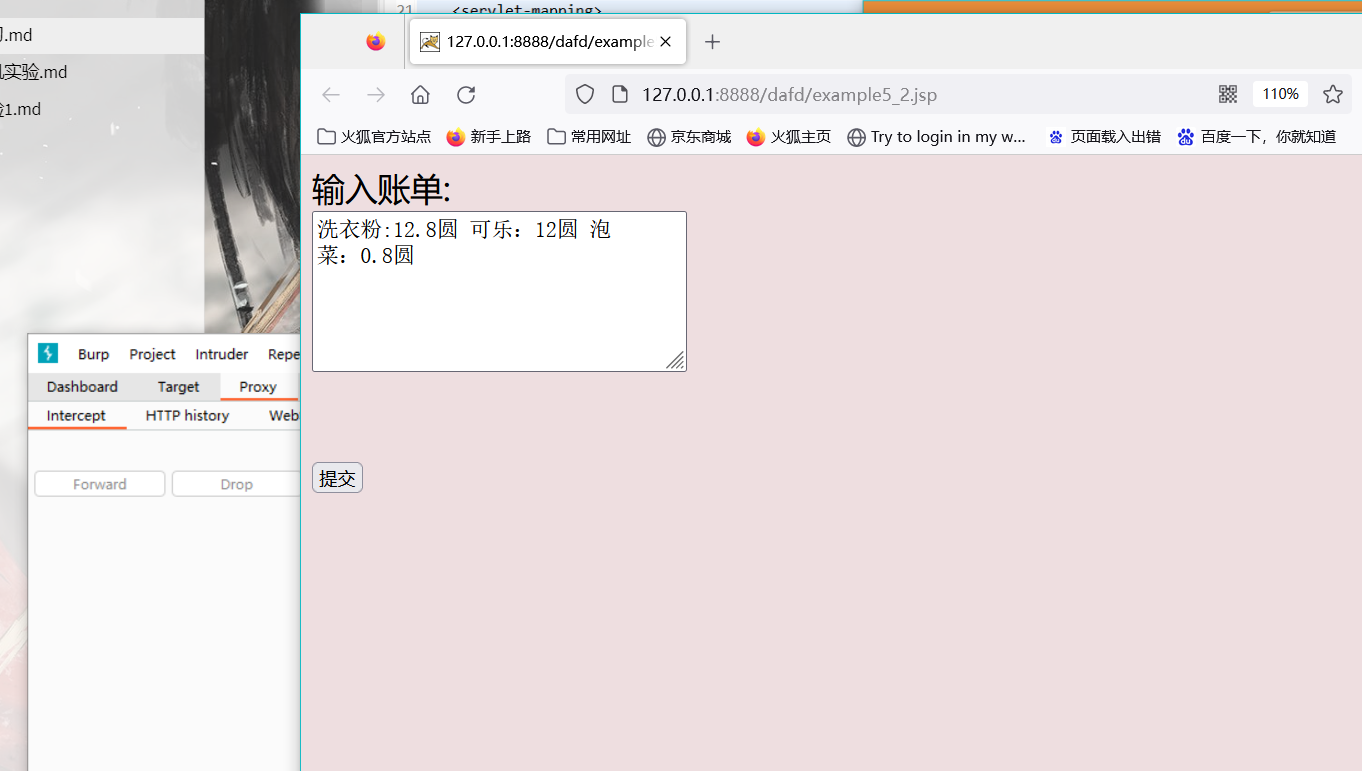 21 <servlet-mapping>
.md
实验.md
1.md
127.0.0.1:8888/dafd/example
127.0.0.1:8888/dafd/example5_2.jsp
110%
火狐官方站点 新手上路 常用网址 京东商城 火狐主页 Try to login in my w... 页面载入出错 百度一下，你就知道
输入账单:
洗衣粉:12.8圆 可乐：12圆 泡
菜：0.8圆
提交
Burp Project Intruder Repe
Dashboard Target Proxy
Intercept HTTP history Web
Forward Drop